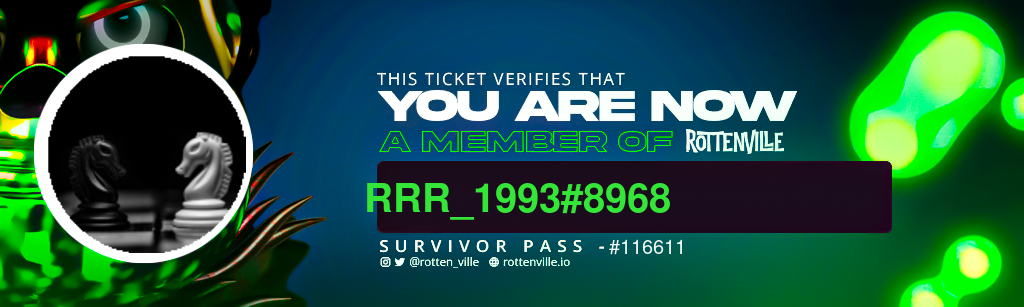 THIS TICKET VERIFIES THAT
YOU ARE NOW
A MEMBER OF ROTTENVILLE
RRR_1993#8968
SURVIVOR PASS - #116611
@rotten_ville rottenville.io